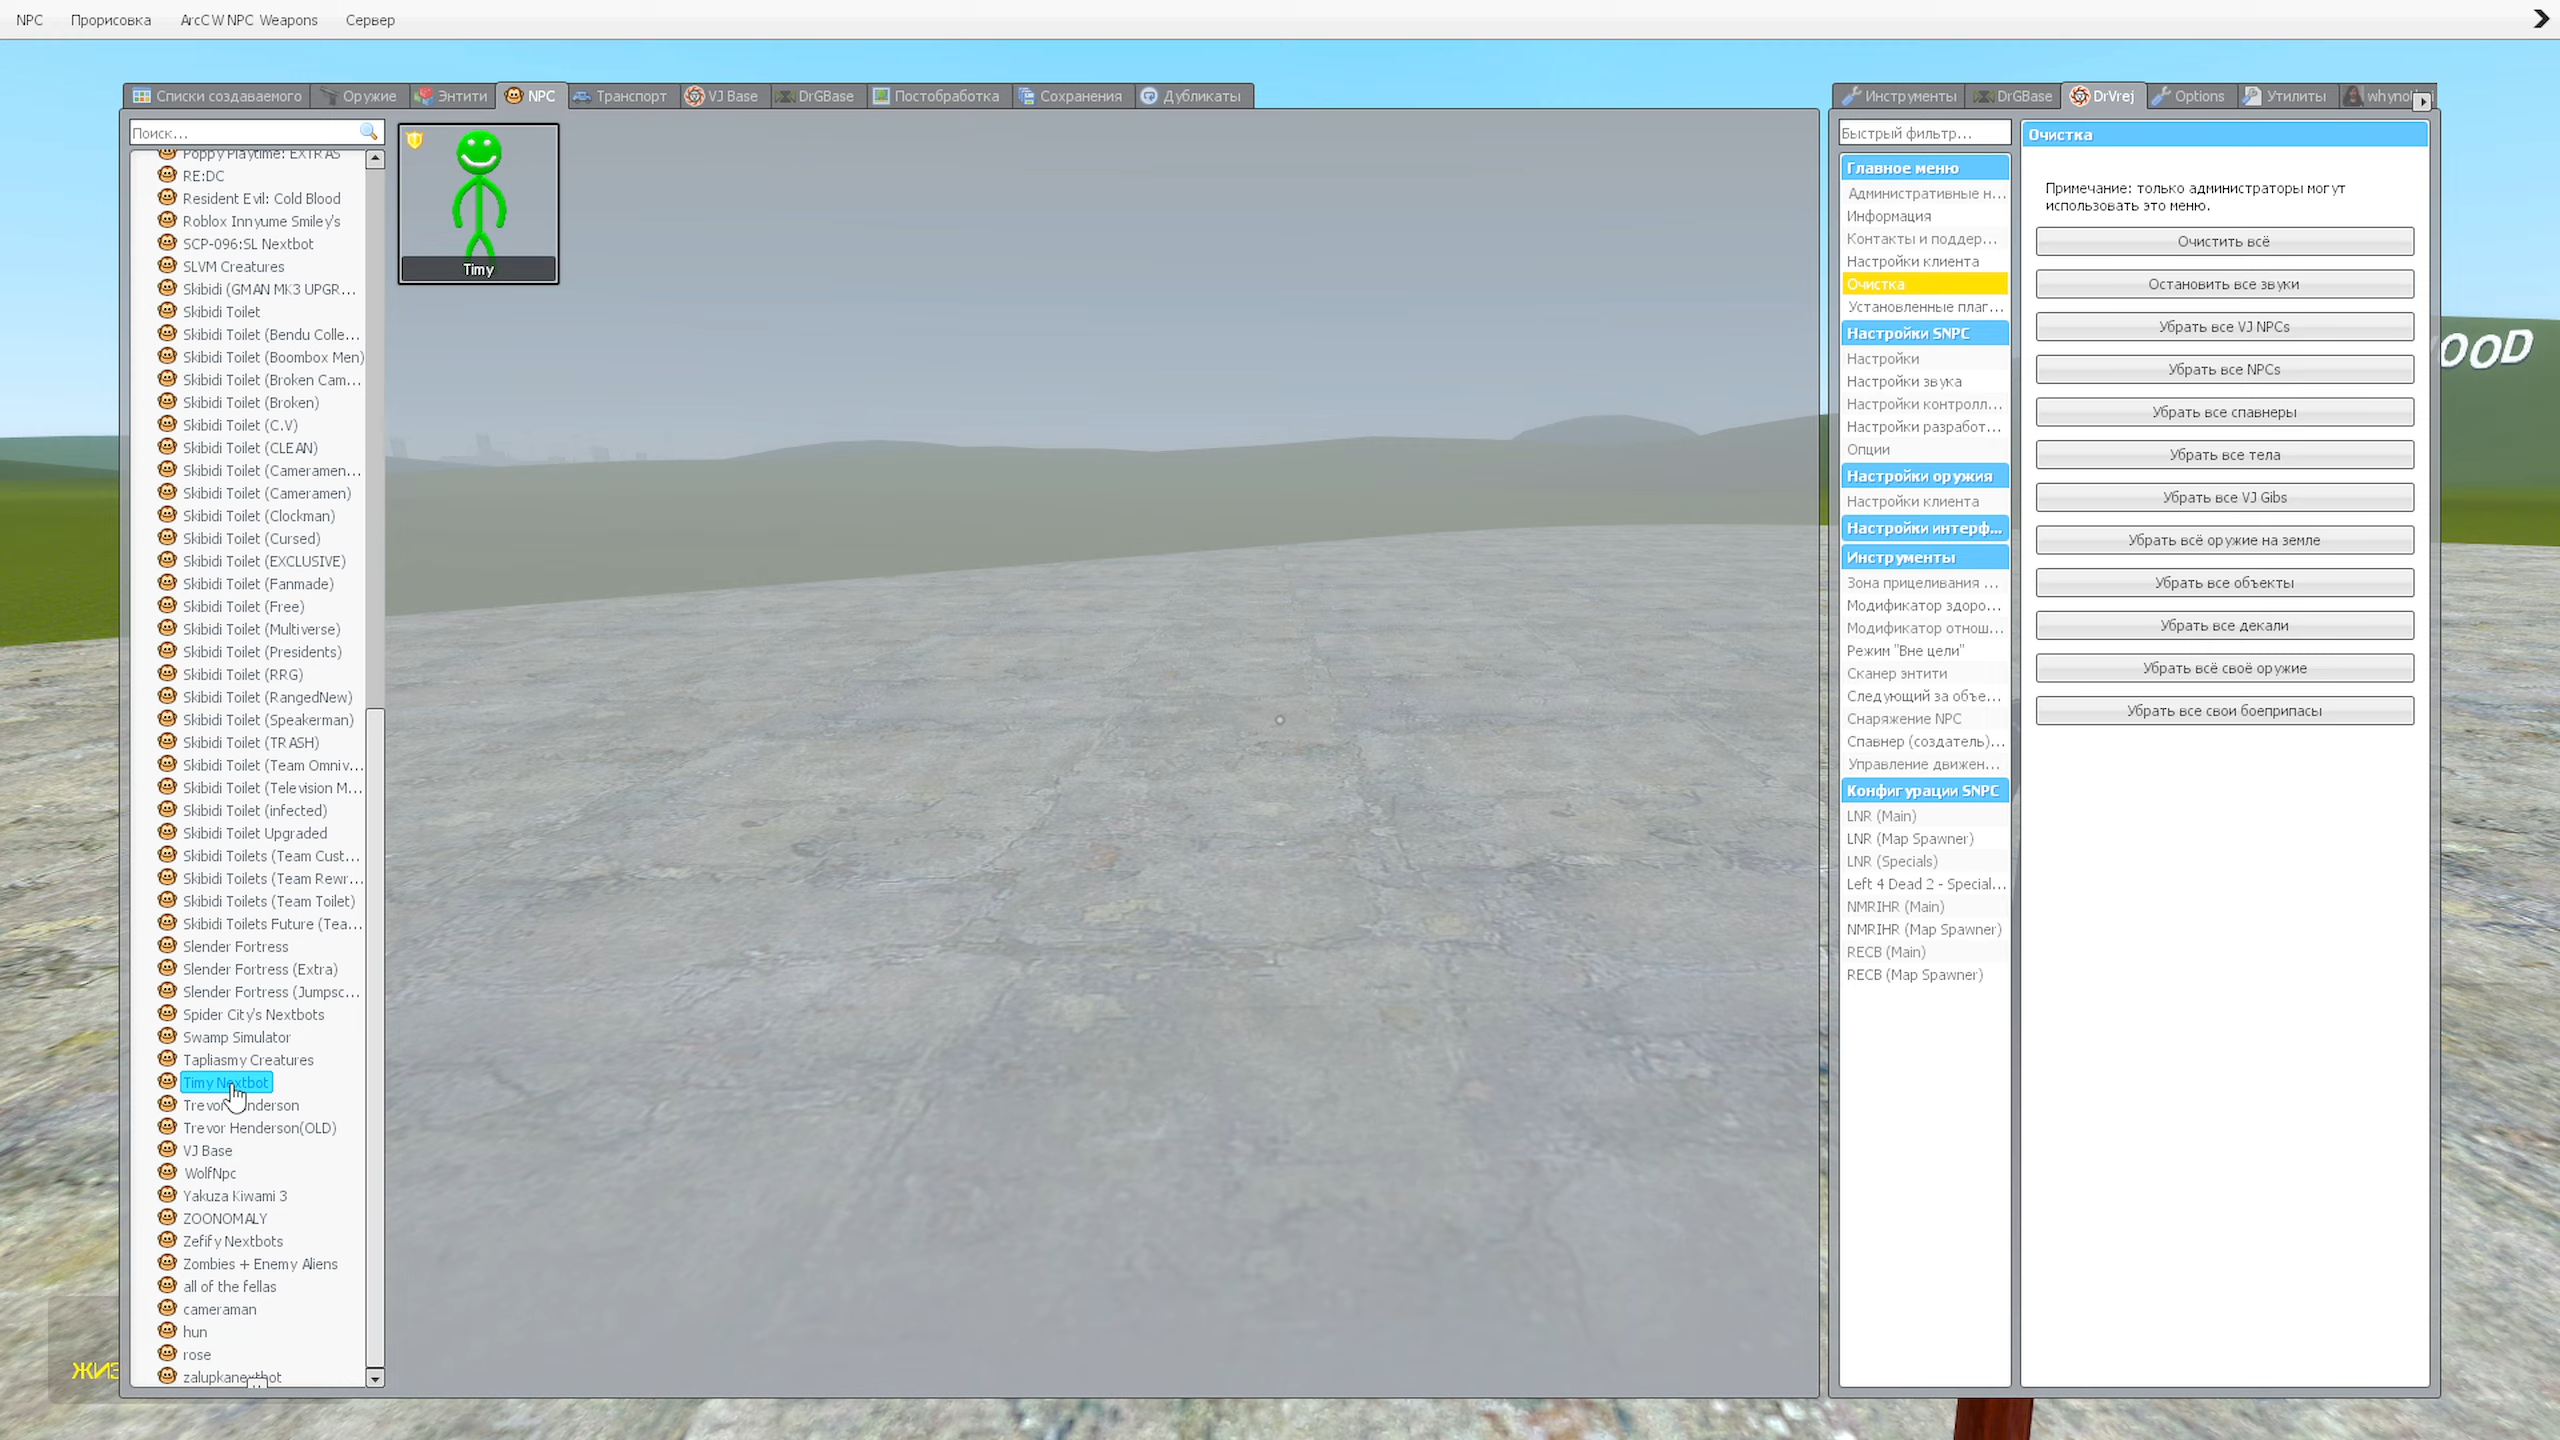 NPC
Прорисовка
ArcCW NPC Weapons
Сервер
Списки создаваемого
Оружие
Энтити
NPC
Транспорт
VJ Base
DrGBase
Постобработка
Сохранения
Дубликаты
Поиск...
Poppy Playtime: EXTRAS
RE:DC
Resident Evil: Cold Blood
Roblox Innyume Smiley's
SCP-096:SL Nextbot
SLVM Creatures
Skibidi (GMAN MK3 UPGR...
Skibidi Toilet
Skibidi Toilet (Bendu Colle...
Skibidi Toilet (Boombox Men)
Skibidi Toilet (Broken Cam...
Skibidi Toilet (Broken)
Skibidi Toilet (C.V)
Skibidi Toilet (CLEAN)
Skibidi Toilet (Cameramen...
Skibidi Toilet (Cameramen)
Skibidi Toilet (Clockman)
Skibidi Toilet (Cursed)
Skibidi Toilet (EXCLUSIVE)
Skibidi Toilet (Fanmade)
Skibidi Toilet (Free)
Skibidi Toilet (Multiverse)
Skibidi Toilet (Presidents)
Skibidi Toilet (RRG)
Skibidi Toilet (RangedNew)
Skibidi Toilet (Speakerman)
Skibidi Toilet (TRASH)
Skibidi Toilet (Team Omniv...
Skibidi Toilet (Television M...
Skibidi Toilet (infected)
Skibidi Toilet Upgraded
Skibidi Toilets (Team Cust...
Skibidi Toilets (Team Rewr...
Skibidi Toilets (Team Toilet)
Skibidi Toilets Future (Tea...
Slender Fortress
Slender Fortress (Extra)
Slender Fortress (Jumpsc...
Spider City's Nextbots
Swamp Simulator
Tapliasmy Creatures
Timy Nextbot
Trevor Henderson
Trevor Henderson(OLD)
VJ Base
WolfNpc
Yakuza Kiwami 3
ZOONOMALY
Zefify Nextbots
Zombies + Enemy Aliens
all of the fellas
cameraman
hun
rose
zalupkanextbot
Timy
Инструменты
DrGBase
DrVrej
Options
Утилиты
Быстрый фильтр...
Главное меню
Административные н...
Информация
Контакты и поддер...
Настройки клиента
Очистка
Установленные плаг...
Настройки SNPC
Настройки
Настройки звука
Настройки контролл...
Настройки разработ...
Опции
Настройки оружия
Настройки клиента
Настройки интерф...
Инструменты
Зона прицеливания ...
Модификатор здоро...
Модификатор отнош...
Режим "Вне цели"
Сканер энтити
Следующий за объе...
Снаряжение NPC
Спавнер (создатель)...
Управление движен...
Конфигурации SNPC
LNR (Main)
LNR (Map Spawner)
LNR (Specials)
Left 4 Dead 2 - Special...
NMRIHR (Main)
NMRIHR (Map Spawner)
RECB (Main)
RECB (Map Spawner)
Очистка
Примечание: только администраторы могут
использовать это меню.
Очистить всё
Остановить все звуки
Убрать все VJ NPCs
Убрать все NPCs
Убрать все спавнеры
Убрать все тела
Убрать все VJ Gibs
Убрать всё оружие на земле
Убрать все объекты
Убрать все декали
Убрать всё своё оружие
Убрать все свои боеприпасы
OOD